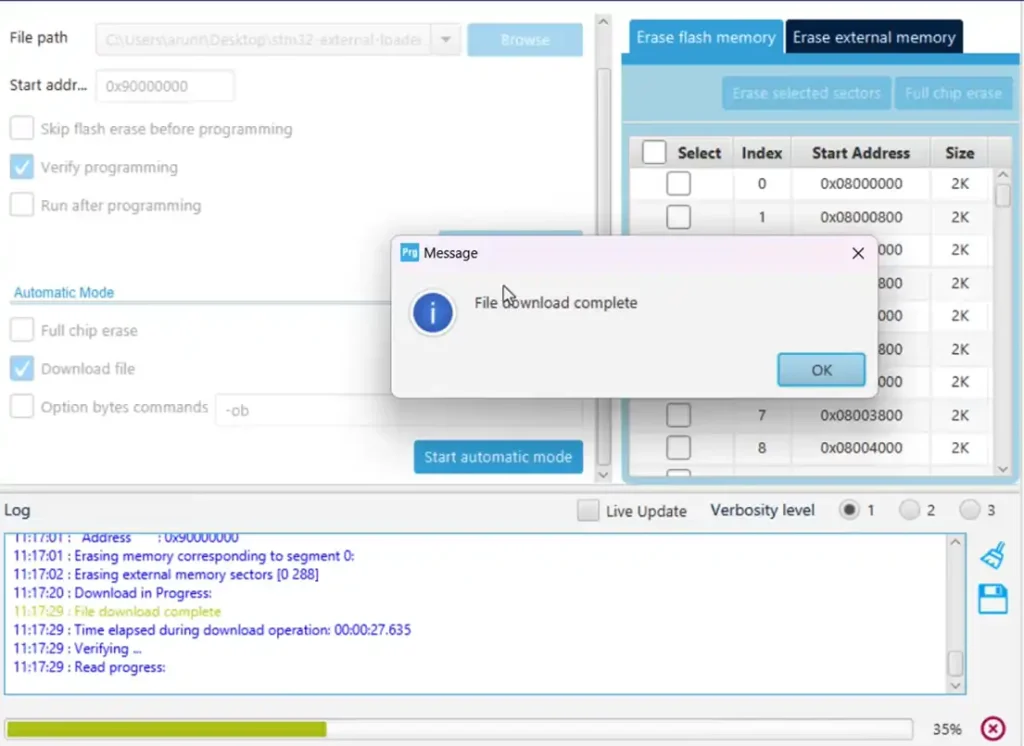 File path
C:\Users\arunr\Desktop\stm32-external-loader
Browse
Start addr...
0x90000000
Skip flash erase before programming
Verify programming
Run after programming
Automatic Mode
Full chip erase
Download file
Option bytes commands
-ob
Start automatic mode
Erase flash memory
Erase external memory
Erase selected sectors
Full chip erase
Select Index Start Address Size
0 0x08000000 2K
1 0x08000800 2K
000 2K
800 2K
000 2K
800 2K
000 2K
7 0x08003800 2K
8 0x08004000 2K
Prg Message
i
File download complete
OK
Log
Live Update
Verbosity level
1
2
3
11:17:01 : Address : 0x90000000
11:17:01 : Erasing memory corresponding to segment 0:
11:17:02 : Erasing external memory sectors [0 288]
11:17:20 : Download in Progress:
11:17:29 : File download complete
11:17:29 : Time elapsed during download operation: 00:00:27.635
11:17:29 : Verifying ...
11:17:29 : Read progress:
35%